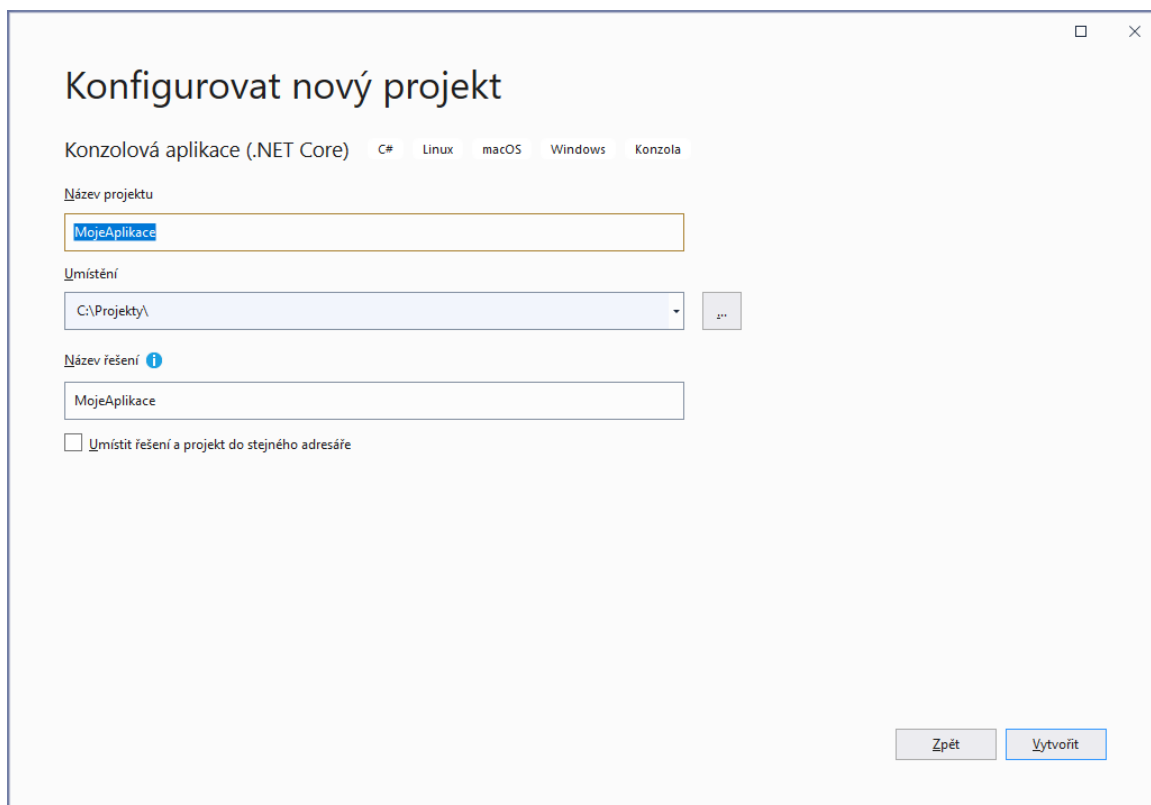 Konfigurovat nový projekt
Konzolová aplikace (.NET Core) C# Linux macOS Windows Konzola
Název projektu
MojeAplikace
Umístění
C:\Projekty\
...
Název řešení i
MojeAplikace
Umístit řešení a projekt do stejného adresáře
Zpět Vytvořit